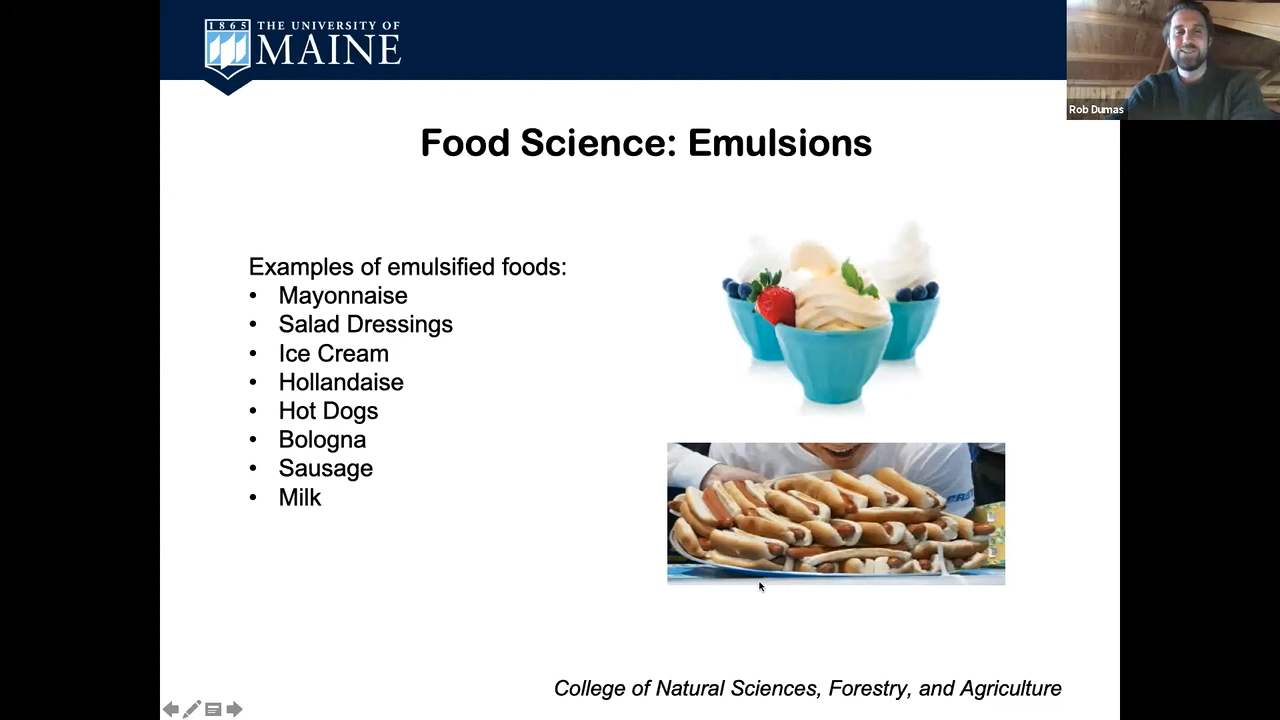 1865
THE UNIVERSITY OF
MAINE
Rob Dumas
Food Science: Emulsions
Examples of emulsified foods:
• Mayonnaise
• Salad Dressings
• Ice Cream
• Hollandaise
• Hot Dogs
• Bologna
• Sausage
• Milk
College of Natural Sciences, Forestry, and Agriculture